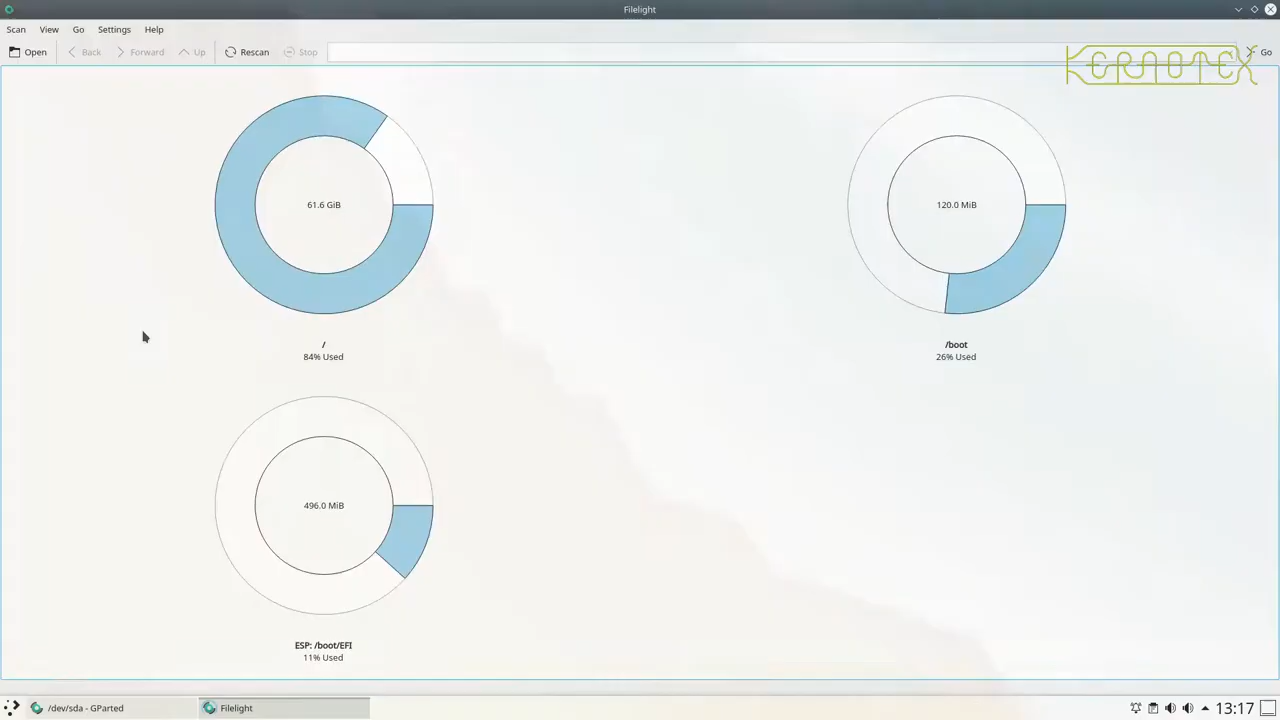 Filelight
Scan View Go Settings Help
Open Back Forward Up Rescan Stop Go
KERAOTEX
61.6 GiB
120.0 MiB
/
84% Used
/boot
26% Used
496.0 MiB
ESP: /boot/EFI
11% Used
/dev/sda - GParted
Filelight
13:17